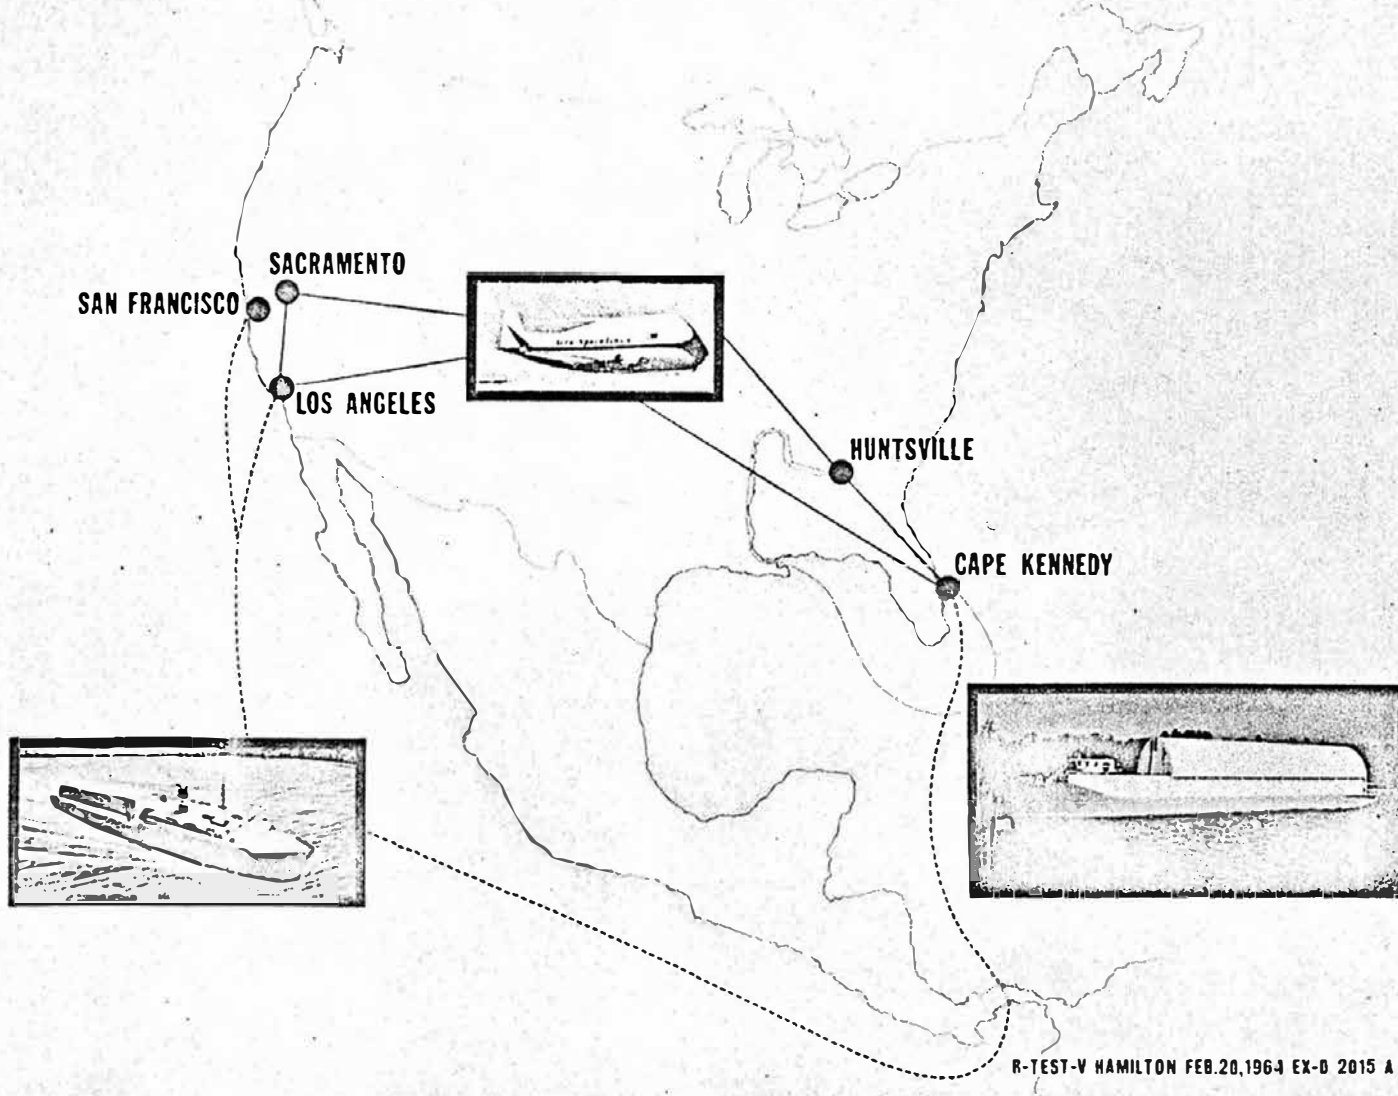 SACRAMENTO
SAN FRANCISCO
LOS ANGELES
HUNTSVILLE
CAPE KENNEDY
R-TEST-V HAMILTON FEB.20,1964 EX-D 2015 A